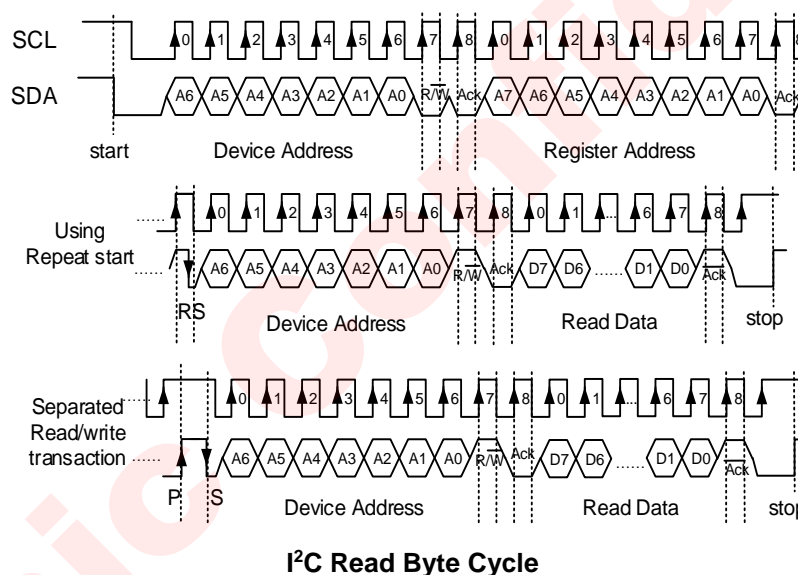 SCL 0 1 2 3 4 5 6 7 8 0 1 2 3 4 5 6 7 8
SDA A6 A5 A4 A3 A2 A1 A0 R/W Ack A7 A6 A5 A4 A3 A2 A1 A0 Ack
start Device Address Register Address
...... 0 1 2 3 4 5 6 7 8 0 1 ... 6 7 8
Using
Repeat start
...... A6 A5 A4 A3 A2 A1 A0 R/W Ack D7 D6 ...... D1 D0 Ack
RS Device Address Read Data stop
...... 0 1 2 3 4 5 6 7 8 0 1 ... 6 7 8
Separated
Read/write
transaction
...... A6 A5 A4 A3 A2 A1 A0 R/W Ack D7 D6 ...... D1 D0 Ack
P S Device Address Read Data stop
I²C Read Byte Cycle